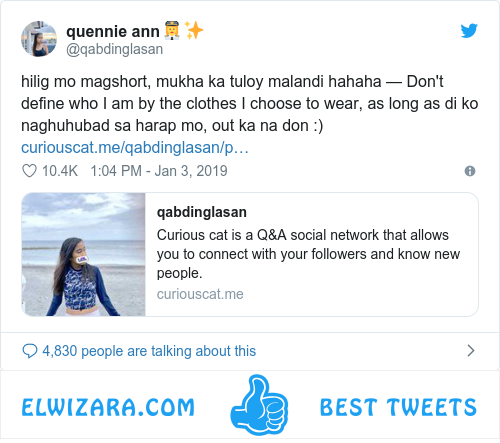 quennie ann👩‍✈️✨
@qabdinglasan
hilig mo magshort, mukha ka tuloy malandi hahaha — Don't
define who I am by the clothes I choose to wear, as long as di ko
naghuhubad sa harap mo, out ka na don :)
curiouscat.me/qabdinglasan/p…
10.4K 1:04 PM - Jan 3, 2019
qabdinglasan
Curious cat is a Q&A social network that allows
you to connect with your followers and know new
people.
curiouscat.me
4,830 people are talking about this
ELWIZARA.COM BEST TWEETS